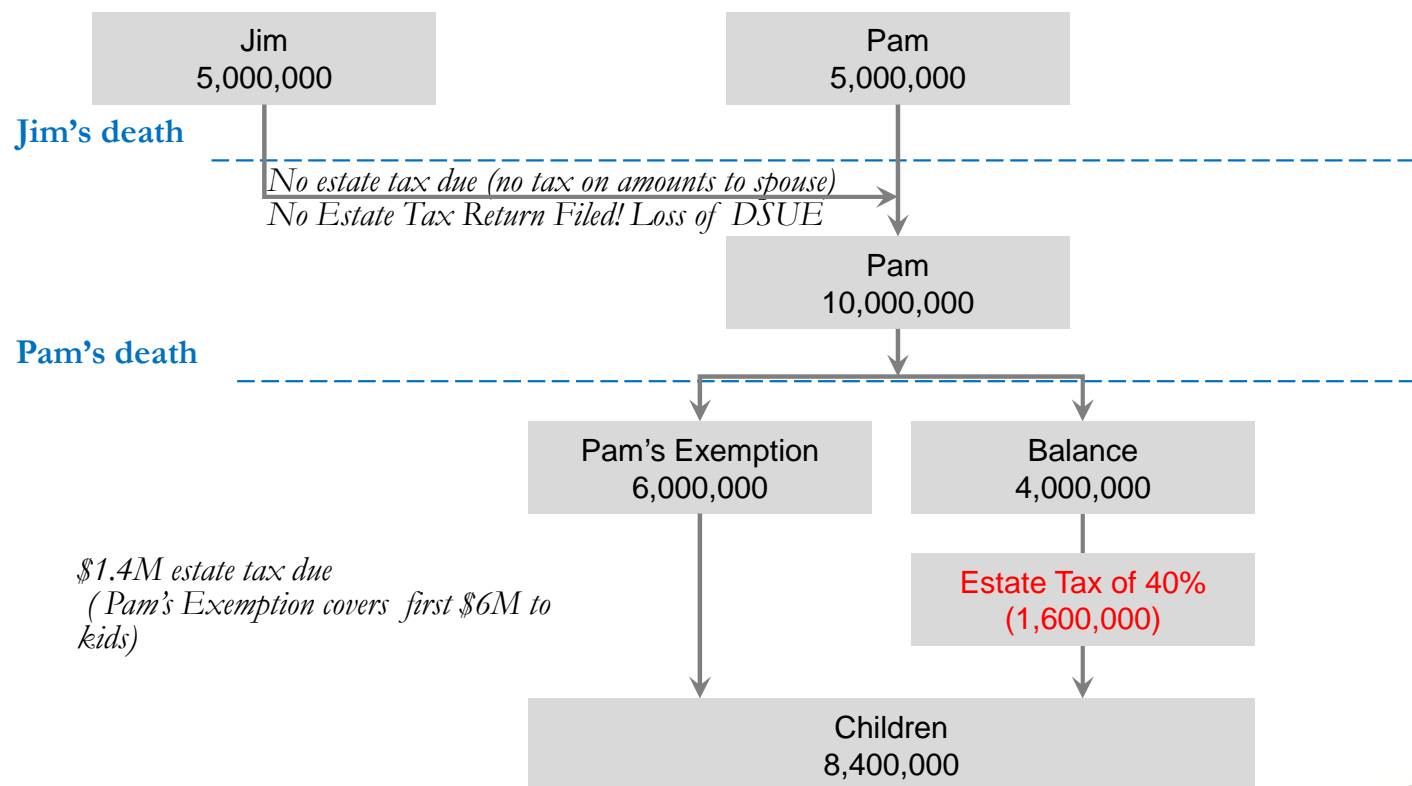 Jim
5,000,000
Pam
5,000,000
Jim's death
No estate tax due (no tax on amounts to spouse)
No Estate Tax Return Filed! Loss of DSUE
Pam
10,000,000
Pam's death
Pam's Exemption
6,000,000
Balance
4,000,000
$1.4M estate tax due
( Pam's Exemption covers first $6M to
kids)
Estate Tax of 40%
(1,600,000)
Children
8,400,000